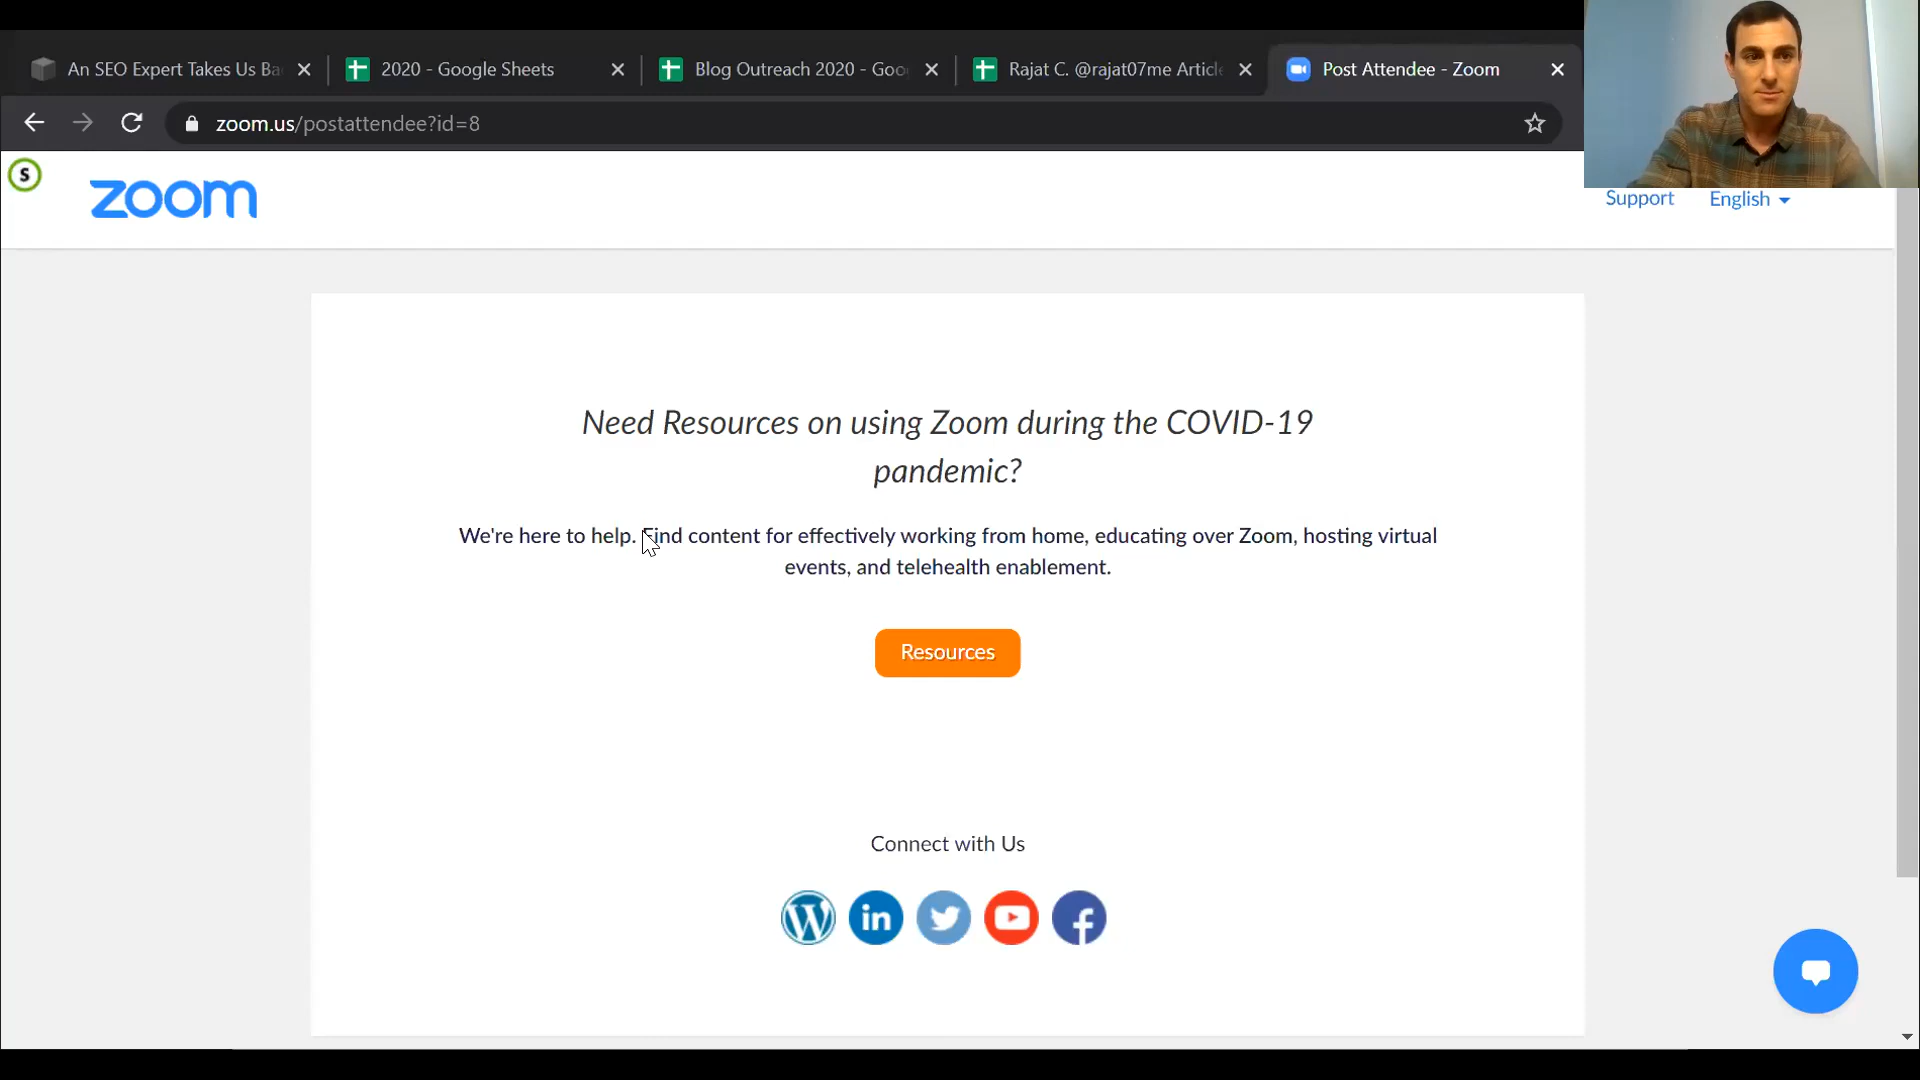 An SEO Expert Takes Us Ba
2020 - Google Sheets
Blog Outreach 2020 - Goo
Rajat C. @rajat07me Articl
Post Attendee - Zoom
zoom.us/postattendee?id=8
S
zoom
Support
English
Need Resources on using Zoom during the COVID-19
pandemic?
We're here to help. Find content for effectively working from home, educating over Zoom, hosting virtual
events, and telehealth enablement.
Resources
Connect with Us
in